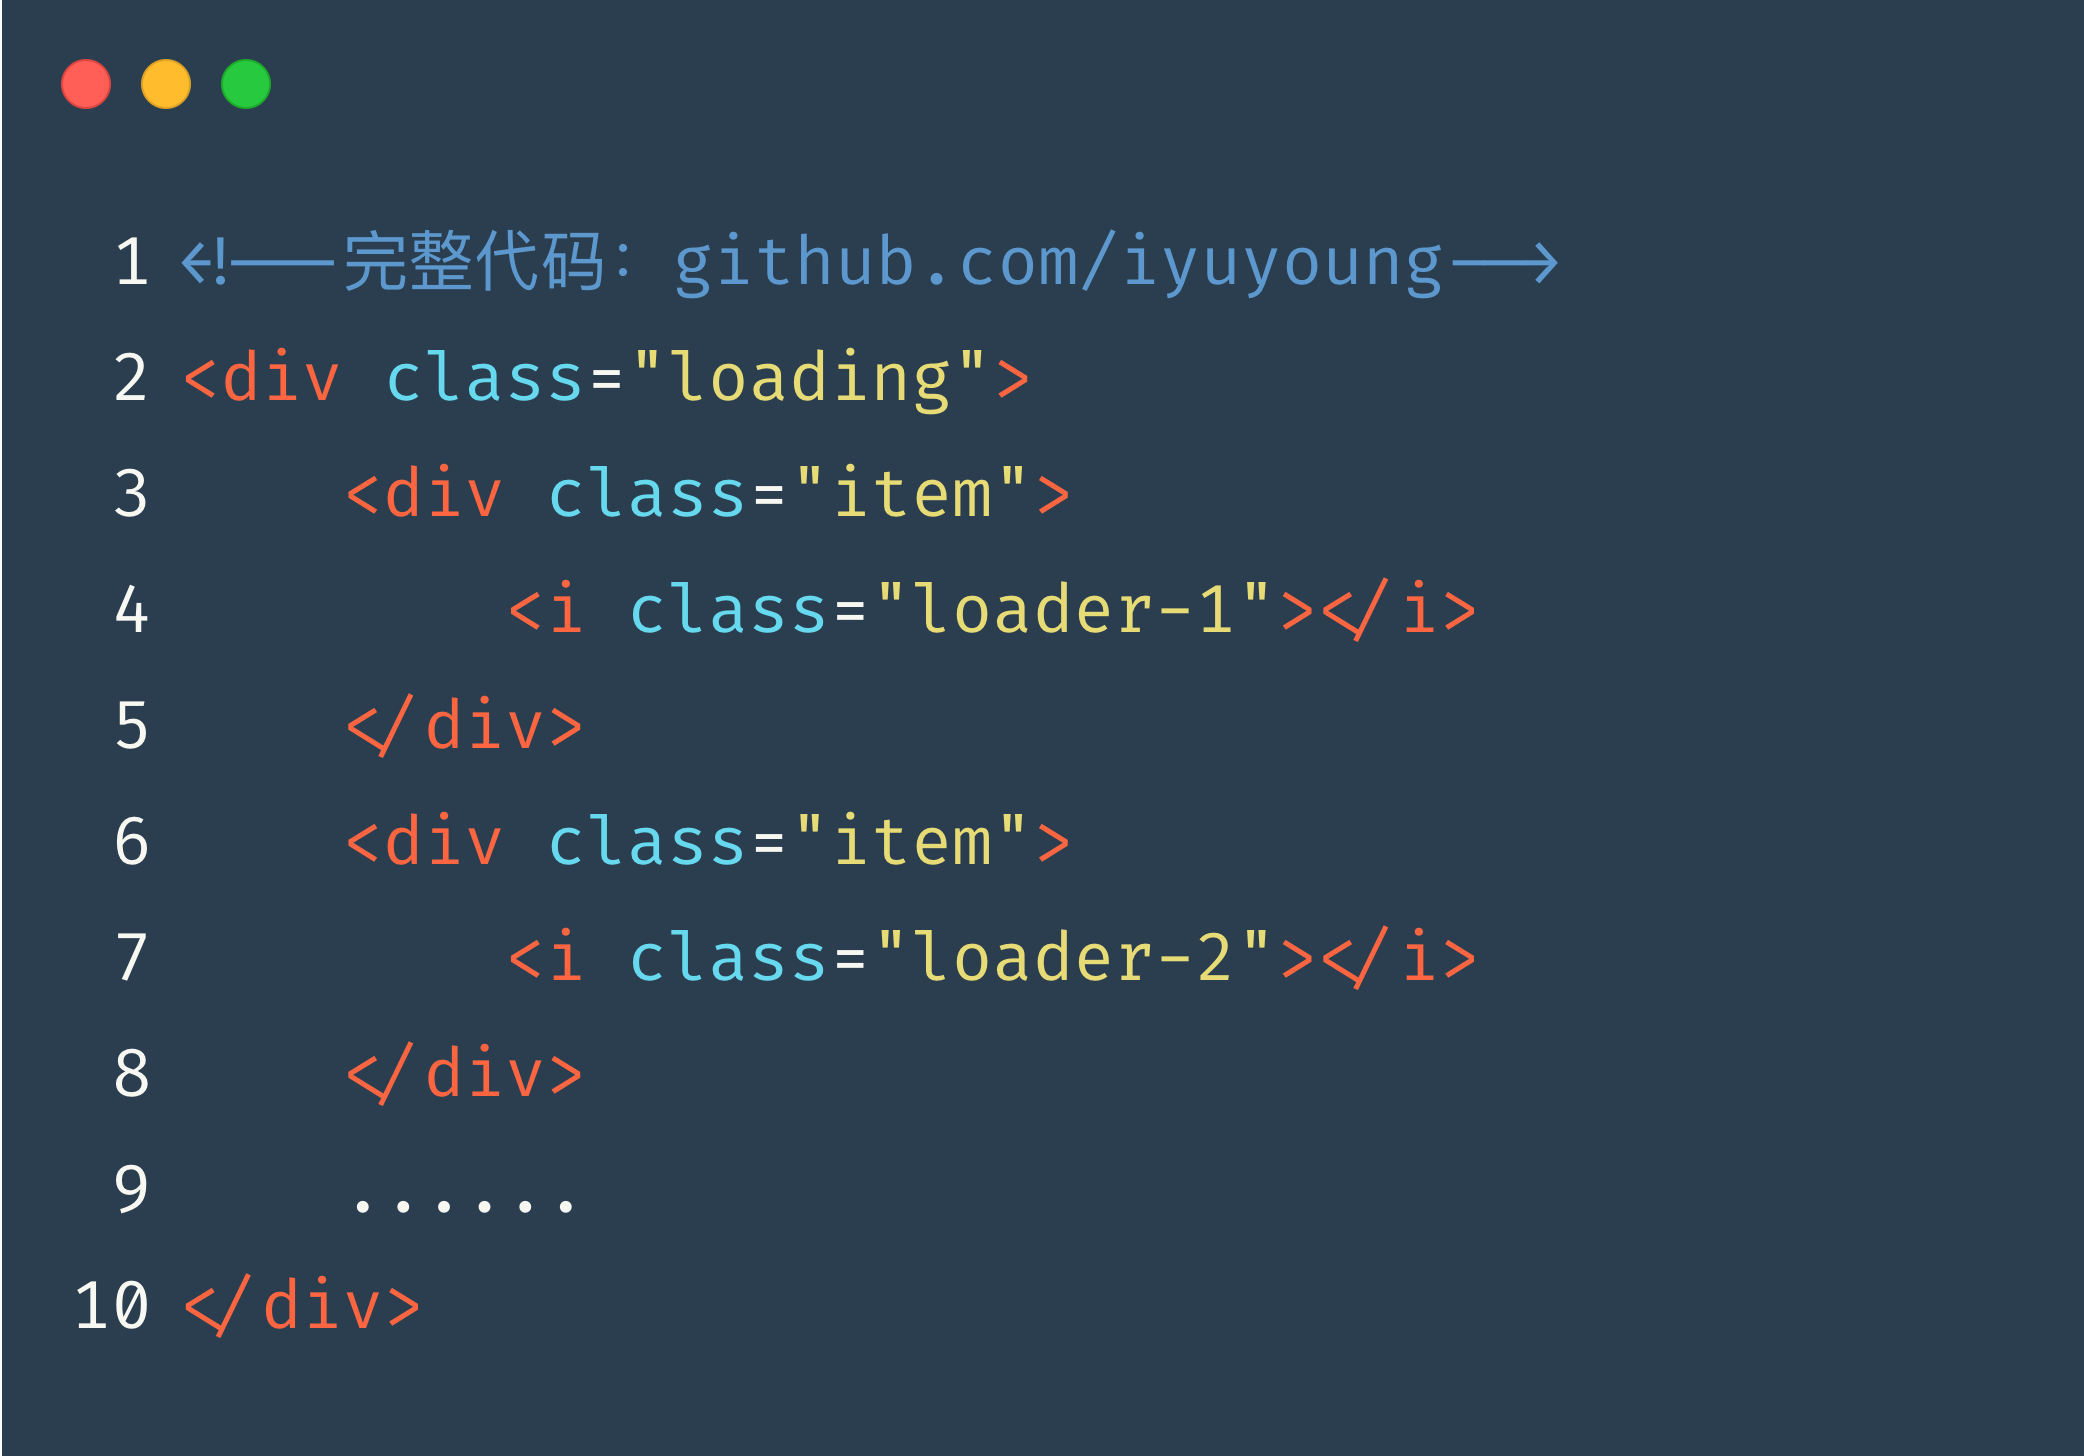 1 <!--完整代码：github.com/iyuyoung-->
2 <div class="loading">
3     <div class="item">
4         <i class="loader-1"></i>
5     </div>
6     <div class="item">
7         <i class="loader-2"></i>
8     </div>
9     ......
10 </div>